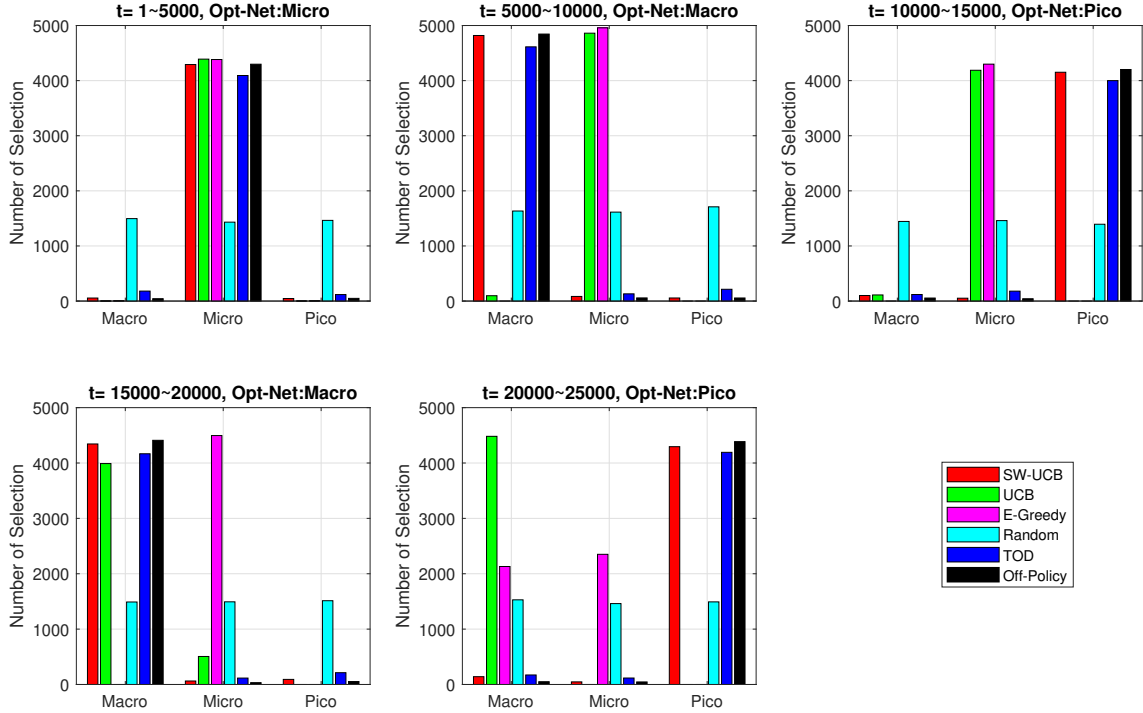 t= 1~5000, Opt-Net:Micro
5000
4000
3000
2000
1000
0
Number of Selection
Macro Micro Pico
t= 5000~10000, Opt-Net:Macro
5000
4000
3000
2000
1000
0
Number of Selection
Macro Micro Pico
t= 10000~15000, Opt-Net:Pico
5000
4000
3000
2000
1000
0
Number of Selection
Macro Micro Pico
t= 15000~20000, Opt-Net:Macro
5000
4000
3000
2000
1000
0
Number of Selection
Macro Micro Pico
t= 20000~25000, Opt-Net:Pico
5000
4000
3000
2000
1000
0
Number of Selection
Macro Micro Pico
SW-UCB
UCB
E-Greedy
Random
TOD
Off-Policy